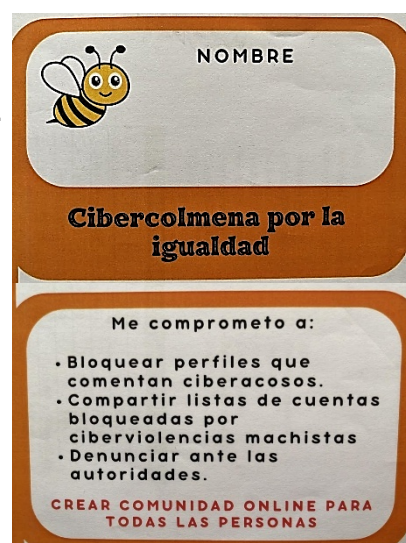 NOMBRE
Cibercolmena por la
igualdad
Me comprometo a:
• Bloquear perfiles que
comentan ciberacosos.
• Compartir listas de cuentas
bloqueadas por
ciberviolencias machistas
• Denunciar ante las
autoridades.
CREAR COMUNIDAD ONLINE PARA
TODAS LAS PERSONAS